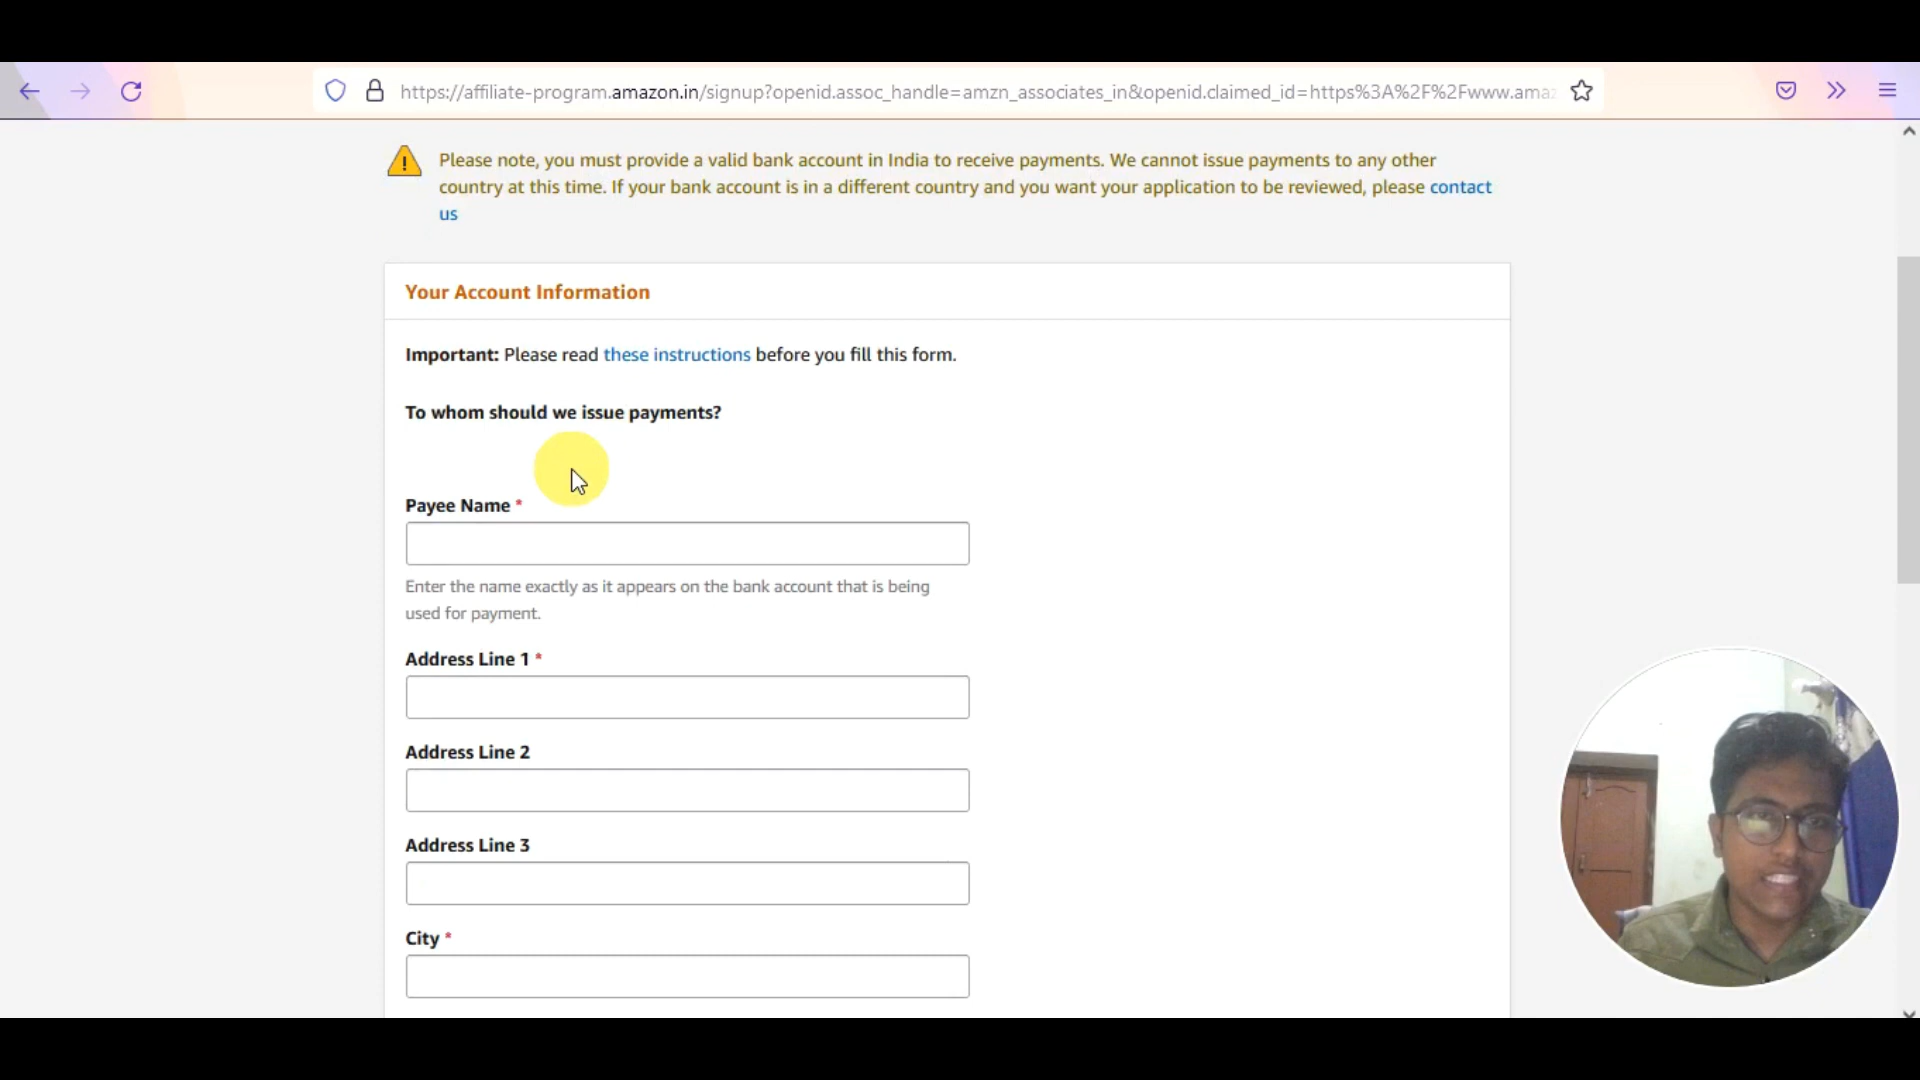 https://affiliate-program.amazon.in/signup?openid.assoc_handle=amzn_associates_in&openid.claimed_id=https%3A%2F%2Fwww.amaz
Please note, you must provide a valid bank account in India to receive payments. We cannot issue payments to any other
country at this time. If your bank account is in a different country and you want your application to be reviewed, please contact
us
Your Account Information
Important: Please read these instructions before you fill this form.
To whom should we issue payments?
Payee Name *
Enter the name exactly as it appears on the bank account that is being
used for payment.
Address Line 1 *
Address Line 2
Address Line 3
City *